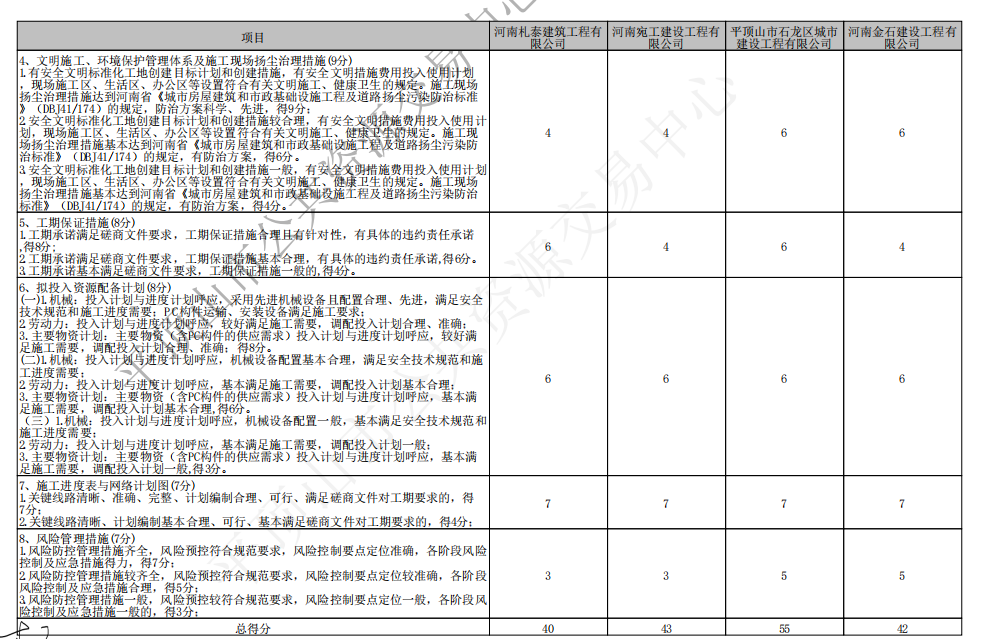 项目
河南札泰建筑工程有限公司
河南宛工建设工程有限公司
平顶山市石龙区城市建设工程有限公司
河南金石建设工程有限公司
4、文明施工、环境保护管理体系及施工现场扬尘治理措施(9分)
1.有安全文明标准化工地创建目标计划和创建措施，有安全文明措施费用投入使用计划
，现场施工区、生活区、办公区等设置符合有关文明施工、健康卫生的规定。施工现场
扬尘治理措施达到河南省《城市房屋建筑和市政基础设施工程及道路扬尘污染防治标准
》（DBJ41/174）的规定，防治方案科学、先进，得9分；
2安全文明标准化工地创建目标计划和创建措施较合理，有安全文明措施费用投入使用计
划，现场施工区、生活区、办公区等设置符合有关文明施工、健康卫生的规定。施工现
场扬尘治理措施基本达到河南省《城市房屋建筑和市政基础设施工程及道路扬尘污染防
治标准》（DBJ41/174）的规定，有防治方案，得6分。
3.安全文明标准化工地创建目标计划和创建措施一般，有安全文明措施费用投入使用计划
，现场施工区、生活区、办公区等设置符合有关文明施工、健康卫生的规定。施工现场
扬尘治理措施基本达到河南省《城市房屋建筑和市政基础设施工程及道路扬尘污染防治
标准》（DBJ41/174）的规定，有防治方案，得4分。
4 4 6 6
5、工期保证措施(8分)
1.工期承诺满足磋商文件要求，工期保证措施合理且有针对性，有具体的违约责任承诺
,得8分;
2工期承诺满足磋商文件要求，工期保证措施基本合理，有具体的违约责任承诺,得6分。
3.工期承诺基本满足磋商文件要求，工期保证措施一般的,得4分。
6 4 6 4
6、拟投入资源配备计划(8分)
(一)1.机械：投入计划与进度计划呼应，采用先进机械设备且配置合理、先进，满足安全
技术规范和施工进度需要；PC构件运输、安装设备满足施工要求；
2劳动力：投入计划与进度计划呼应，较好满足施工需要，调配投入计划合理、准确；
3.主要物资计划：主要物资（含PC构件的供应需求）投入计划与进度计划呼应，较好满
足施工需要，调配投入计划合理、准确；得8分。
(二)1.机械：投入计划与进度计划呼应，机械设备配置基本合理，满足安全技术规范和施
工进度需要；
2劳动力：投入计划与进度计划呼应，基本满足施工需要，调配投入计划基本合理；
3.主要物资计划：主要物资（含PC构件的供应需求）投入计划与进度计划呼应，基本满
足施工需要，调配投入计划基本合理,得6分。
（三）1.机械：投入计划与进度计划呼应，机械设备配置一般，基本满足安全技术规范和
施工进度需要；
2劳动力：投入计划与进度计划呼应，基本满足施工需要，调配投入计划一般；
3.主要物资计划：主要物资（含PC构件的供应需求）投入计划与进度计划呼应，基本满
足施工需要，调配投入计划一般,得3分。
6 6 6 6
7、施工进度表与网络计划图(7分)
1.关键线路清晰、准确、完整、计划编制合理、可行、满足磋商文件对工期要求的，得
7分；
2.关键线路清晰、计划编制基本合理、可行、基本满足磋商文件对工期要求的，得4分；
7 7 7 7
8、风险管理措施(7分)
1.风险防控管理措施齐全，风险预控符合规范要求，风险控制要点定位准确，各阶段风险
控制及应急措施得力，得7分；
2风险防控管理措施较齐全，风险预控符合规范要求，风险控制要点定位较准确，各阶段
风险控制及应急措施合理，得5分；
3.风险防控管理措施一般，风险预控较符合规范要求，风险控制要点定位一般，各阶段风
险控制及应急措施一般的，得3分；
3 3 5 5
总得分 40 43 55 42
平顶山市公共资源交易中心
平顶山市公共资源交易中心